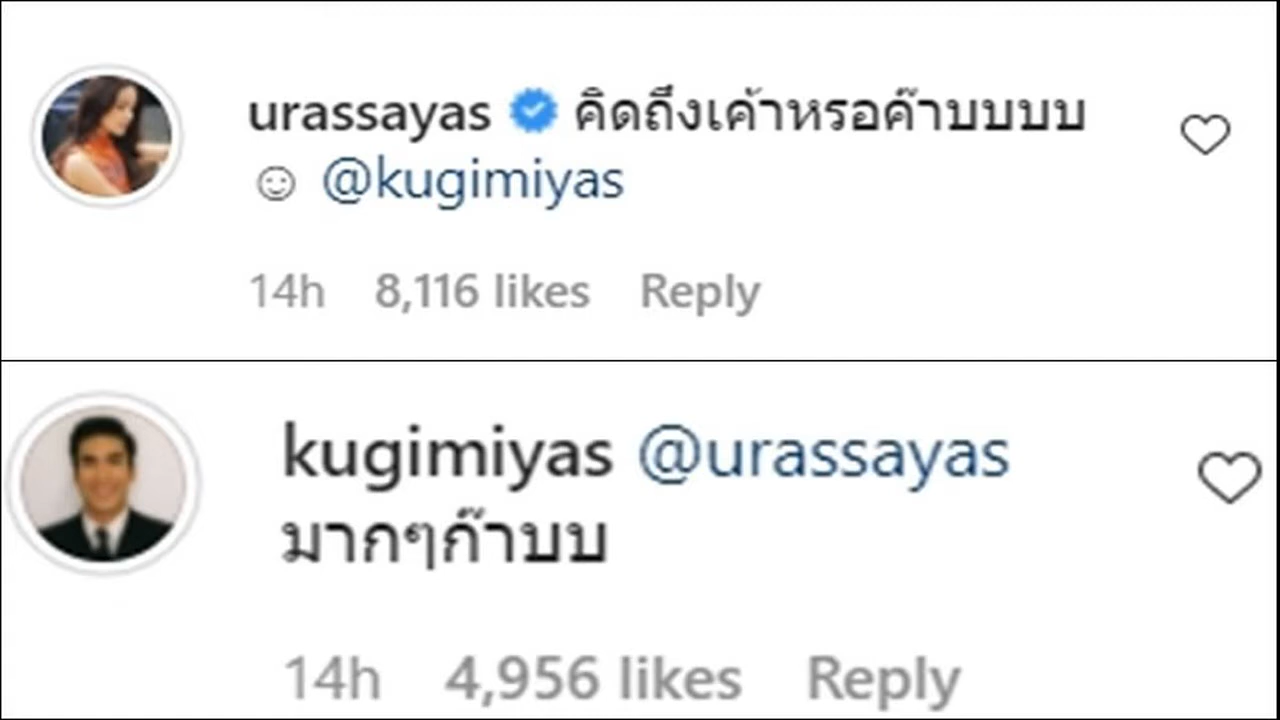 urassayas คิดถึงเค้าหรอค๊าบบบบ
☺ @kugimiyas
14h 8,116 likes Reply
kugimiyas @urassayas
มากๆก๊าบบ
14h 4,956 likes Reply